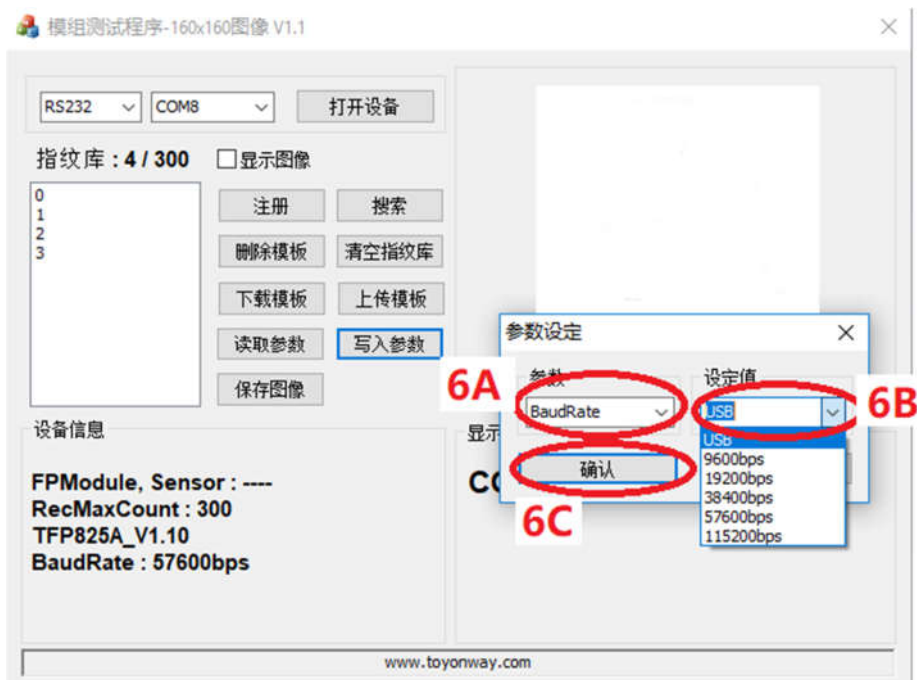 模组测试程序-160x160图像 V1.1
RS232 COM8 打开设备
指纹库 : 4 / 300 显示图像
0
1
2
3
注册 搜索
删除模板 清空指纹库
下载模板 上传模板
读取参数 写入参数
保存图像
参数设定
参数 设定值
6A BaudRate USB 6B
USB
9600bps
19200bps
38400bps
57600bps
115200bps
确认
6C
设备信息
显示
FPModule, Sensor : ----
RecMaxCount : 300
TFP825A_V1.10
BaudRate : 57600bps
www.toyonway.com